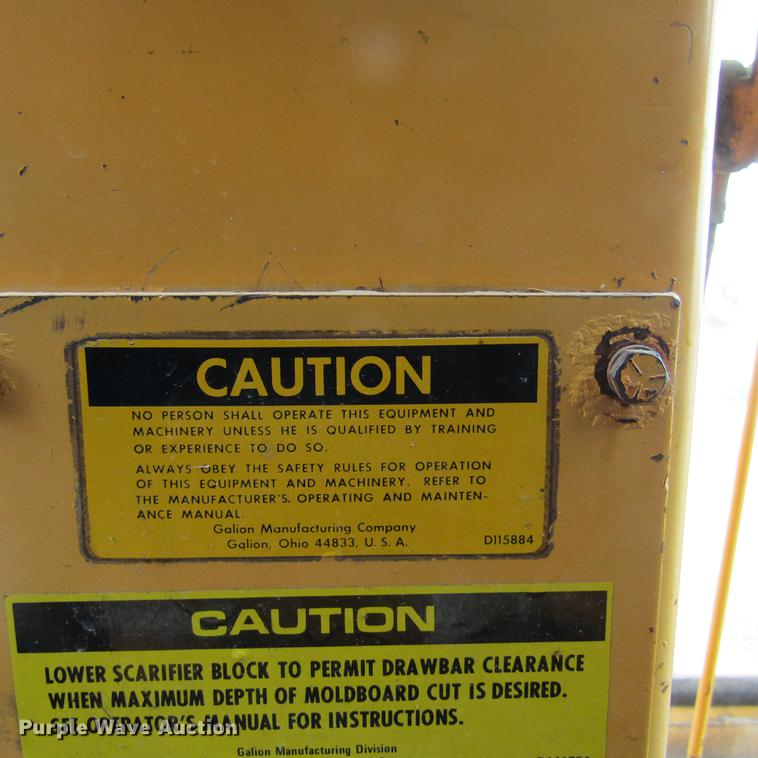 CAUTION
NO PERSON SHALL OPERATE THIS EQUIPMENT AND
MACHINERY UNLESS HE IS QUALIFIED BY TRAINING
OR EXPERIENCE TO DO SO.
ALWAYS OBEY THE SAFETY RULES FOR OPERATION
OF THIS EQUIPMENT AND MACHINERY. REFER TO
THE MANUFACTURER'S. OPERATING AND MAINTEN-
ANCE MANUAL.
Galion Manufacturing Company
Galion, Ohio 44833, U. S. A. D115884
CAUTION
LOWER SCARIFIER BLOCK TO PERMIT DRAWBAR CLEARANCE
WHEN MAXIMUM DEPTH OF MOLDBOARD CUT IS DESIRED.
SEE OPERATOR'S MANUAL FOR INSTRUCTIONS.
Purple Wave Auction
Galion Manufacturing Division